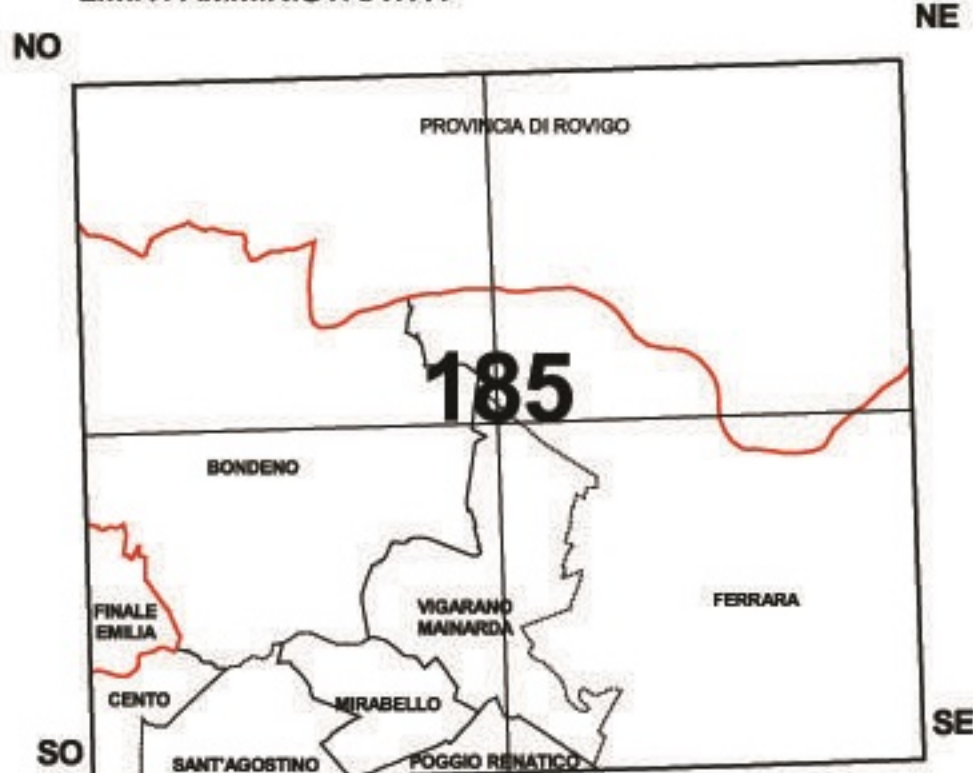 NE
NO
PROVINCIA DI ROVIGO
185
BONDENO
FERRARA
FINALE
EMILIA
VIGARANO
MAINARDA
CENTO
MIRABELLO
SE
SO
SANT'AGOSTINO
POGGIO RENATICO